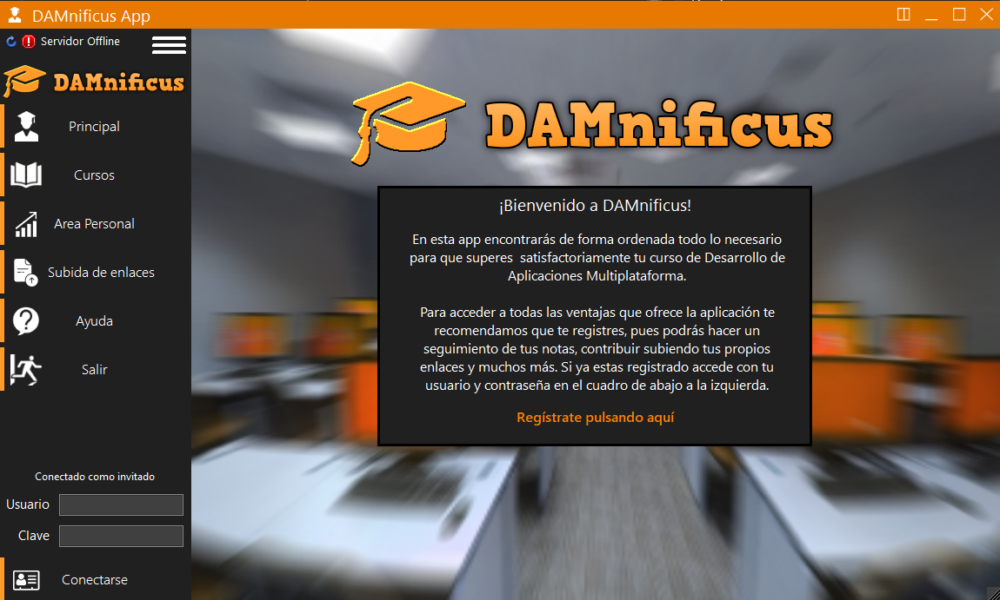 DAMnificus App
Servidor Offline
DAMnificus
Principal
Cursos
Area Personal
Subida de enlaces
Ayuda
Salir
Conectado como invitado
Usuario
Clave
Conectarse
DAMnificus
¡Bienvenido a DAMnificus!
En esta app encontrarás de forma ordenada todo lo necesario
para que superes  satisfactoriamente tu curso de Desarrollo de
Aplicaciones Multiplataforma.
Para acceder a todas las ventajas que ofrece la aplicación te
recomendamos que te registres, pues podrás hacer un
seguimiento de tus notas, contribuir subiendo tus propios
enlaces y muchos más. Si ya estas registrado accede con tu
usuario y contraseña en el cuadro de abajo a la izquierda.
Regístrate pulsando aquí